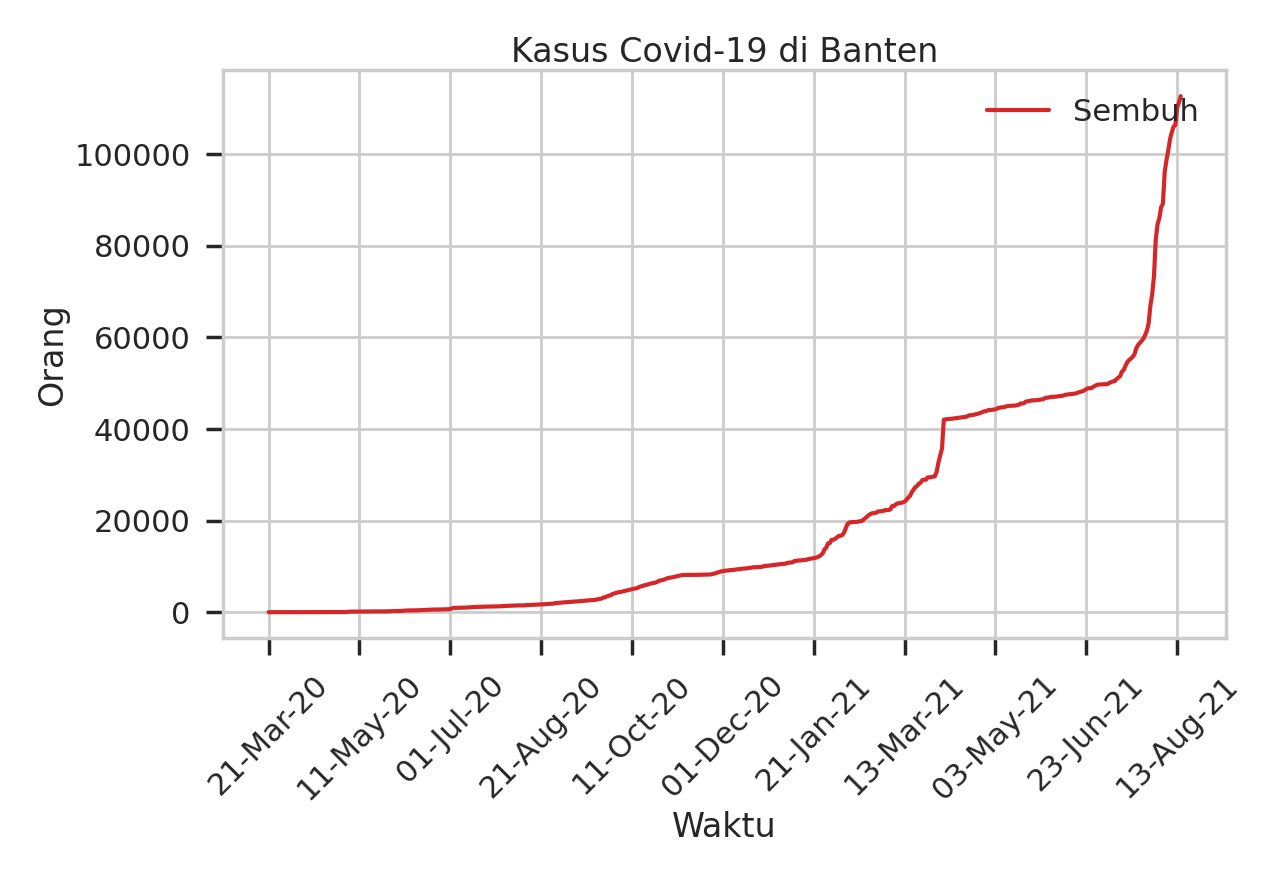 Kasus Covid-19 di Banten
Sembuh
Orang
100000
80000
60000
40000
20000
0
21-Mar-20
11-May-20
01-Jul-20
21-Aug-20
11-Oct-20
01-Dec-20
21-Jan-21
13-Mar-21
03-May-21
23-Jun-21
13-Aug-21
Waktu